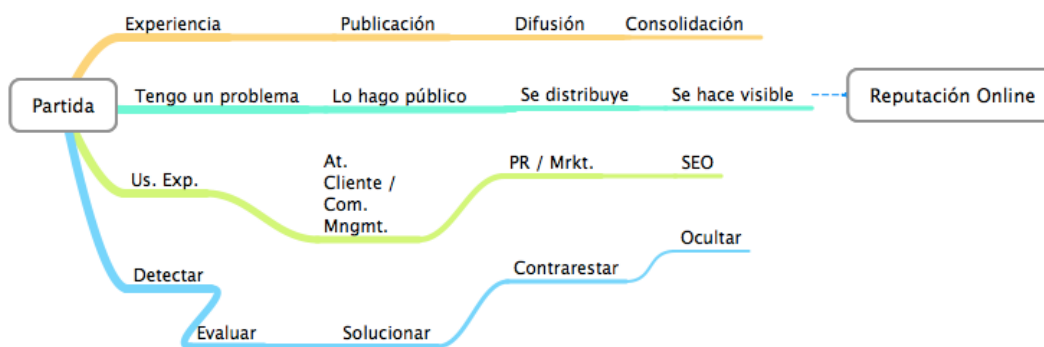 Experiencia Publicación Difusión Consolidación
Partida
Tengo un problema Lo hago público Se distribuye Se hace visible
Reputación Online
Us. Exp.
At.
Cliente /
Com.
Mngmt.
PR / Mrkt.
SEO
Detectar
Evaluar
Solucionar
Contrarestar
Ocultar